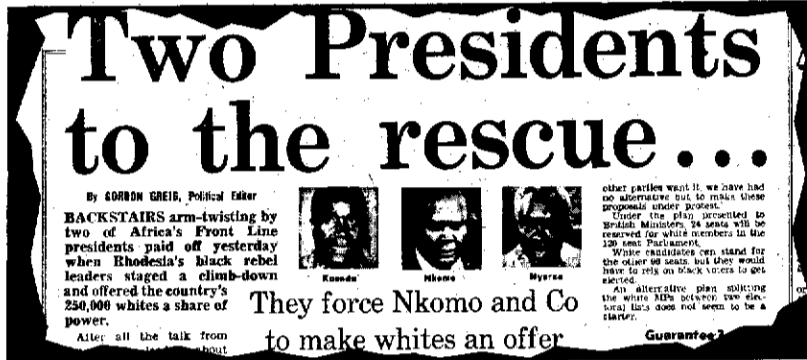 Two Presidents
to the rescue...
By GORDON GREIG, Political Editor
BACKSTAIRS arm-twisting by
two of Africa's Front Line
presidents paid off yesterday
when Rhodesia's black rebel
leaders staged a climb-down
and offered the country's
250,000 whites a share of
power.
After all the talk from
about
Kaunda
Nkomo
Nyerere
They force Nkomo and Co
to make whites an offer
other parties want it, we have had
no alternative but to make these
proposals under protest.'
Under the plan presented to
British Ministers, 24 seats will be
reserved for white members in the
120 seat Parliament.
White candidates can stand for
the other 96 seats, but they would
have to rely on black voters to get
elected.
An alternative plan splitting
the white MPs between two elec-
toral lists does not seem to be a
starter.
Guarantee?